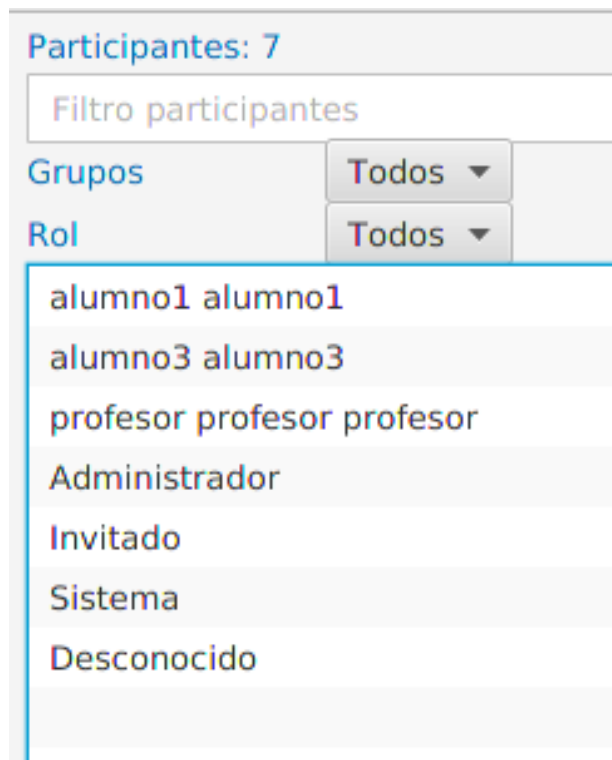 Participantes: 7
Filtro participantes
Grupos Todos
Rol Todos
alumno1 alumno1
alumno3 alumno3
profesor profesor profesor
Administrador
Invitado
Sistema
Desconocido